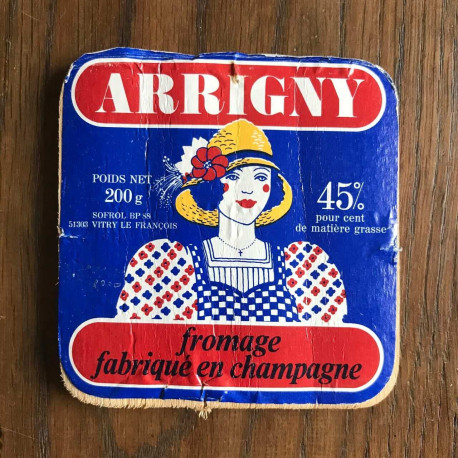 ARRIGNY
POIDS NET
200 g
SOFROL BP 88
51303 VITRY LE FRANÇOIS
45%
pour cent
de matière grasse
fromage
fabriqué en champagne